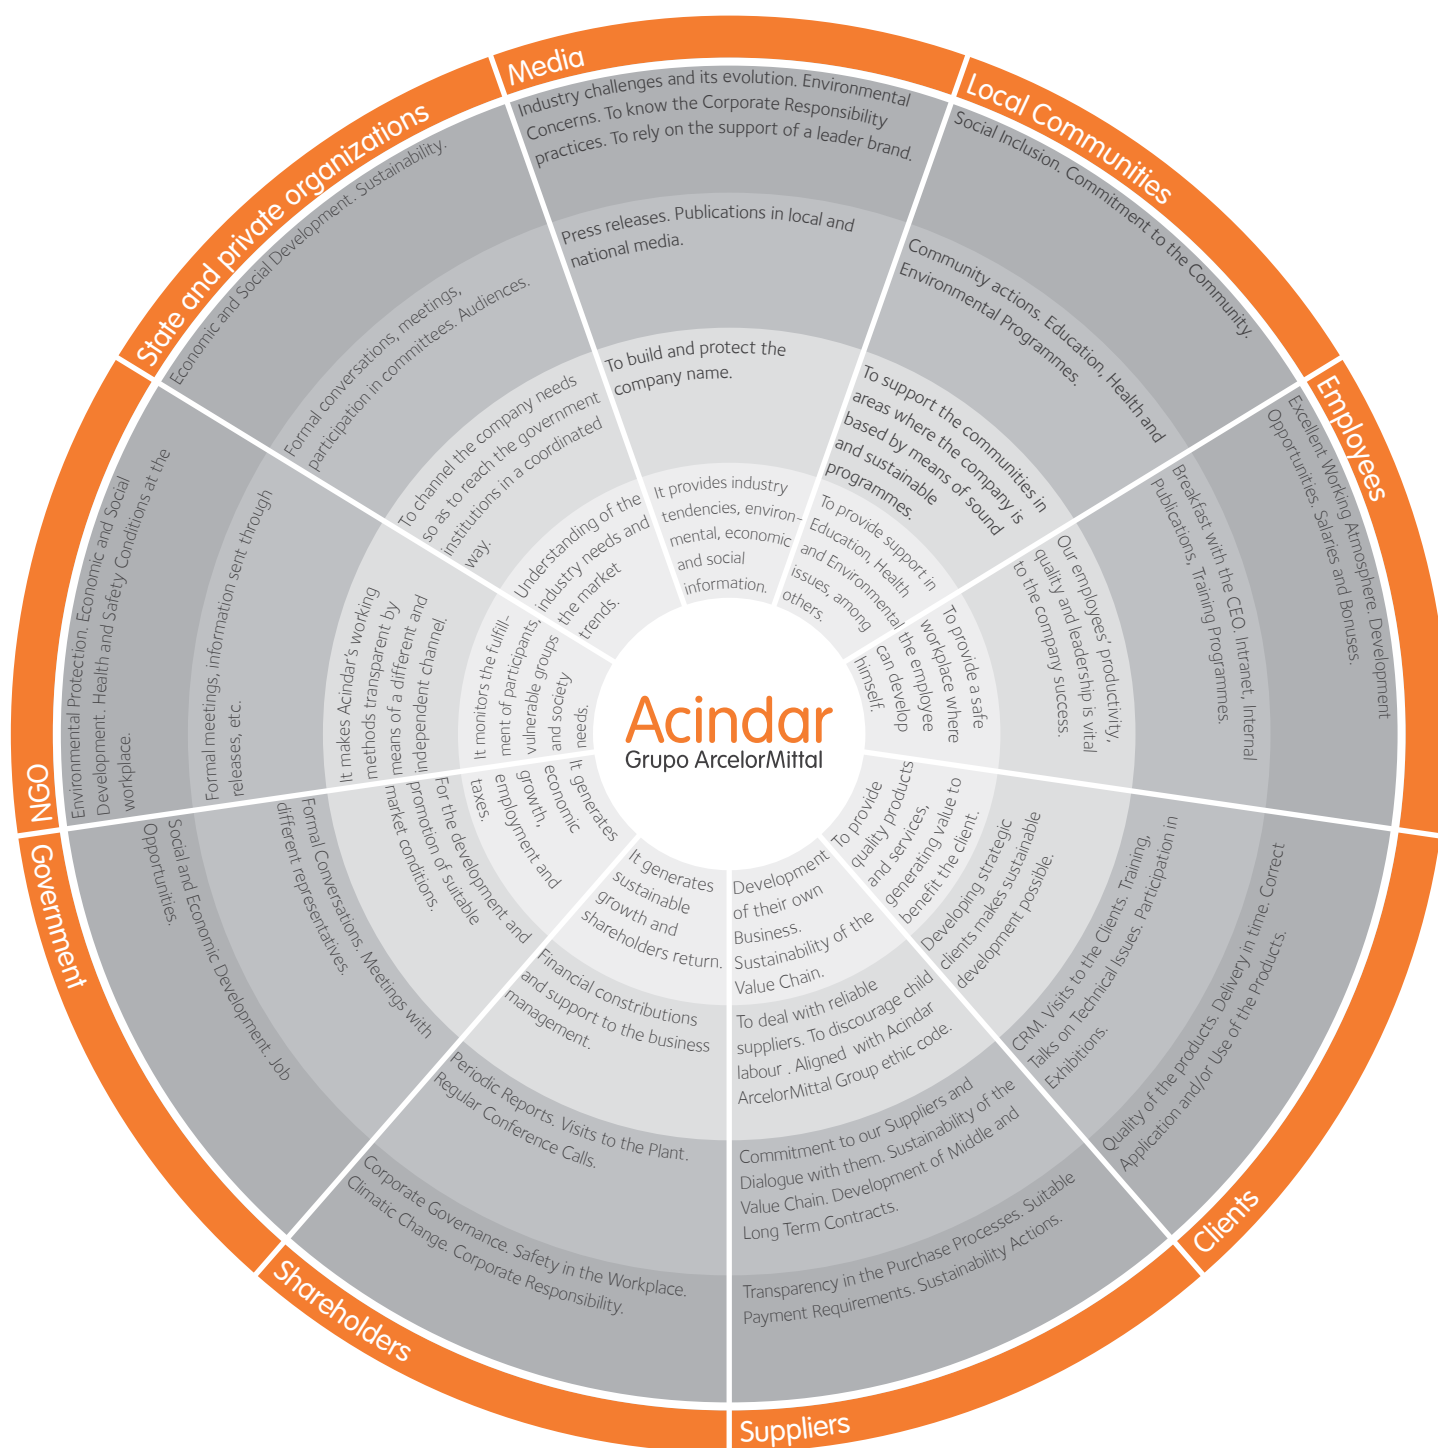 Acindar
Grupo ArcelorMittal
Media
Industry challenges and its evolution. Environmental
Concerns. To know the Corporate Responsibility
practices. To rely on the support of a leader brand.
Press releases. Publications in local and
national media.
To build and protect the
company name.
It provides industry
tendencies, environ-
mental, economic
and social
information.
Local Communities
Social Inclusion. Commitment to the Community.
Community actions. Education, Health and
Environmental Programmes.
To support the communities in
areas where the company is
based by means of sound
and sustainable
programmes.
To provide support in
Education, Health
and Environmental
issues, among
others.
Employees
Excellent Working Atmosphere. Development
Opportunities. Salaries and Bonuses.
Breakfast with the CEO. Intranet, Internal
Publications, Training Programmes.
Our employees' productivity,
quality and leadership is vital
to the company success.
To provide a safe
workplace where
the employee
can develop
himself.
Clients
To provide
quality products
and services,
generating value to
benefit the client.
Developing strategic
clients makes sustainable
development possible.
CRM. Visits to the Clients. Training,
Talks on Technical Issues. Participation in
Exhibitions.
Quality of the products. Delivery in time. Correct
Application and/or Use of the Products.
Suppliers
Development
of their own
Business.
Sustainability of the
Value Chain.
To deal with reliable
suppliers. To discourage child
labour . Aligned with Acindar
ArcelorMittal Group ethic code.
Commitment to our Suppliers and
Dialogue with them. Sustainability of the
Value Chain. Development of Middle and
Long Term Contracts.
Transparency in the Purchase Processes. Suitable
Payment Requirements. Sustainability Actions.
Shareholders
It generates
sustainable
growth and
shareholders return.
Financial constributions
and support to the business
management.
Periodic Reports. Visits to the Plant.
Regular Conference Calls.
Corporate Governance. Safety in the Workplace.
Climatic Change. Corporate Responsibility.
Government
It generates
economic
growth,
employment and
taxes.
For the development and
promotion of suitable
market conditions.
Formal Conversations. Meetings with
different representatives.
Social and Economic Development. Job
Opportunities.
NGO
Environmental Protection. Economic and Social
Development. Health and Safety Conditions at the
workplace.
Formal meetings, information sent through
releases, etc.
It makes Acindar's working
methods transparent by
means of a different and
independent channel.
It monitors the fulfill-
ment of participants,
vulnerable groups
and society
needs.
State and private organizations
Economic and Social Development. Sustainability.
Formal conversations, meetings,
participation in committees. Audiences.
To channel the company needs
so as to reach the government
institutions in a coordinated
way.
Understanding of the
industry needs and
the market
trends.